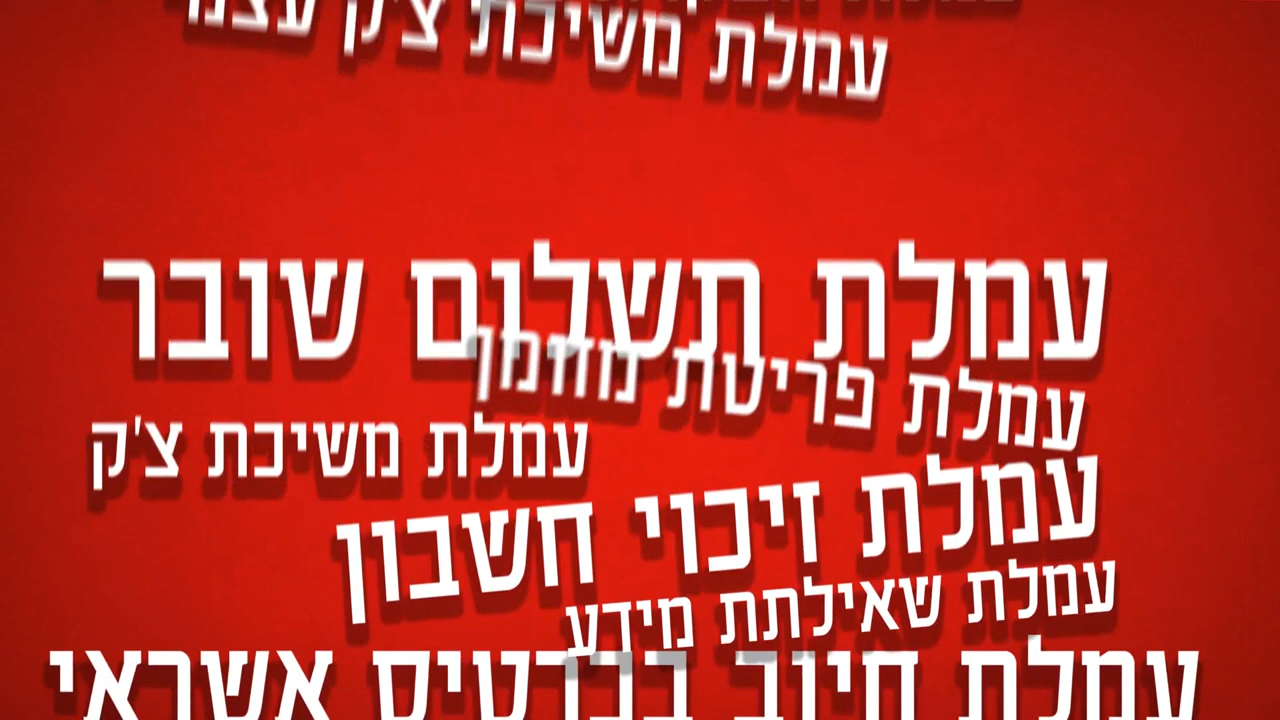 עמלת משיכת צ'ק עצמי
עמלת תשלום שובר
עמלת פריטת מזומן
עמלת משיכת צ'ק
עמלת זיכוי חשבון
עמלת שאילתת מידע
עמלת חיוב בכרטיס אשראי